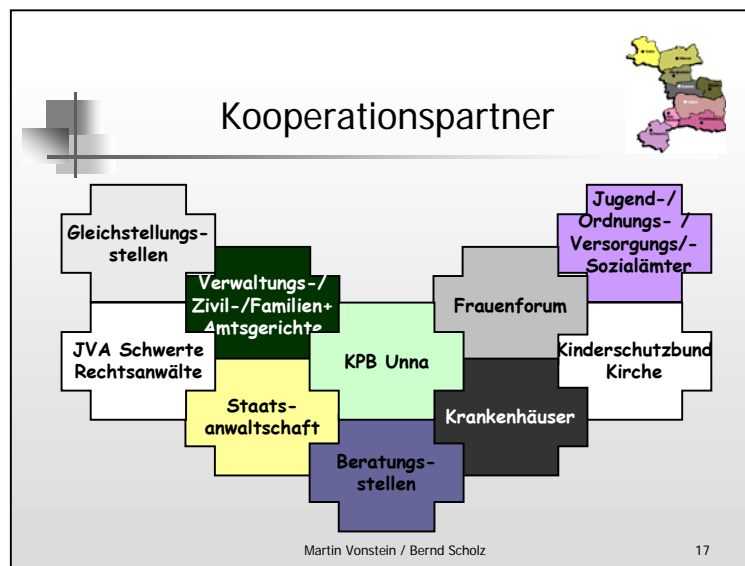 Kooperationspartner
Gleichstellungs-
stellen
Verwaltungs-/
Zivil-/Familien+
Amtsgerichte
JVA Schwerte
Rechtsanwälte
Staats-
anwaltschaft
KPB Unna
Beratungs-
stellen
Frauenforum
Krankenhäuser
Jugend-/
Ordnungs- /
Versorgungs/-
Sozialämter
Kinderschutzbund
Kirche
Martin Vonstein / Bernd Scholz
17